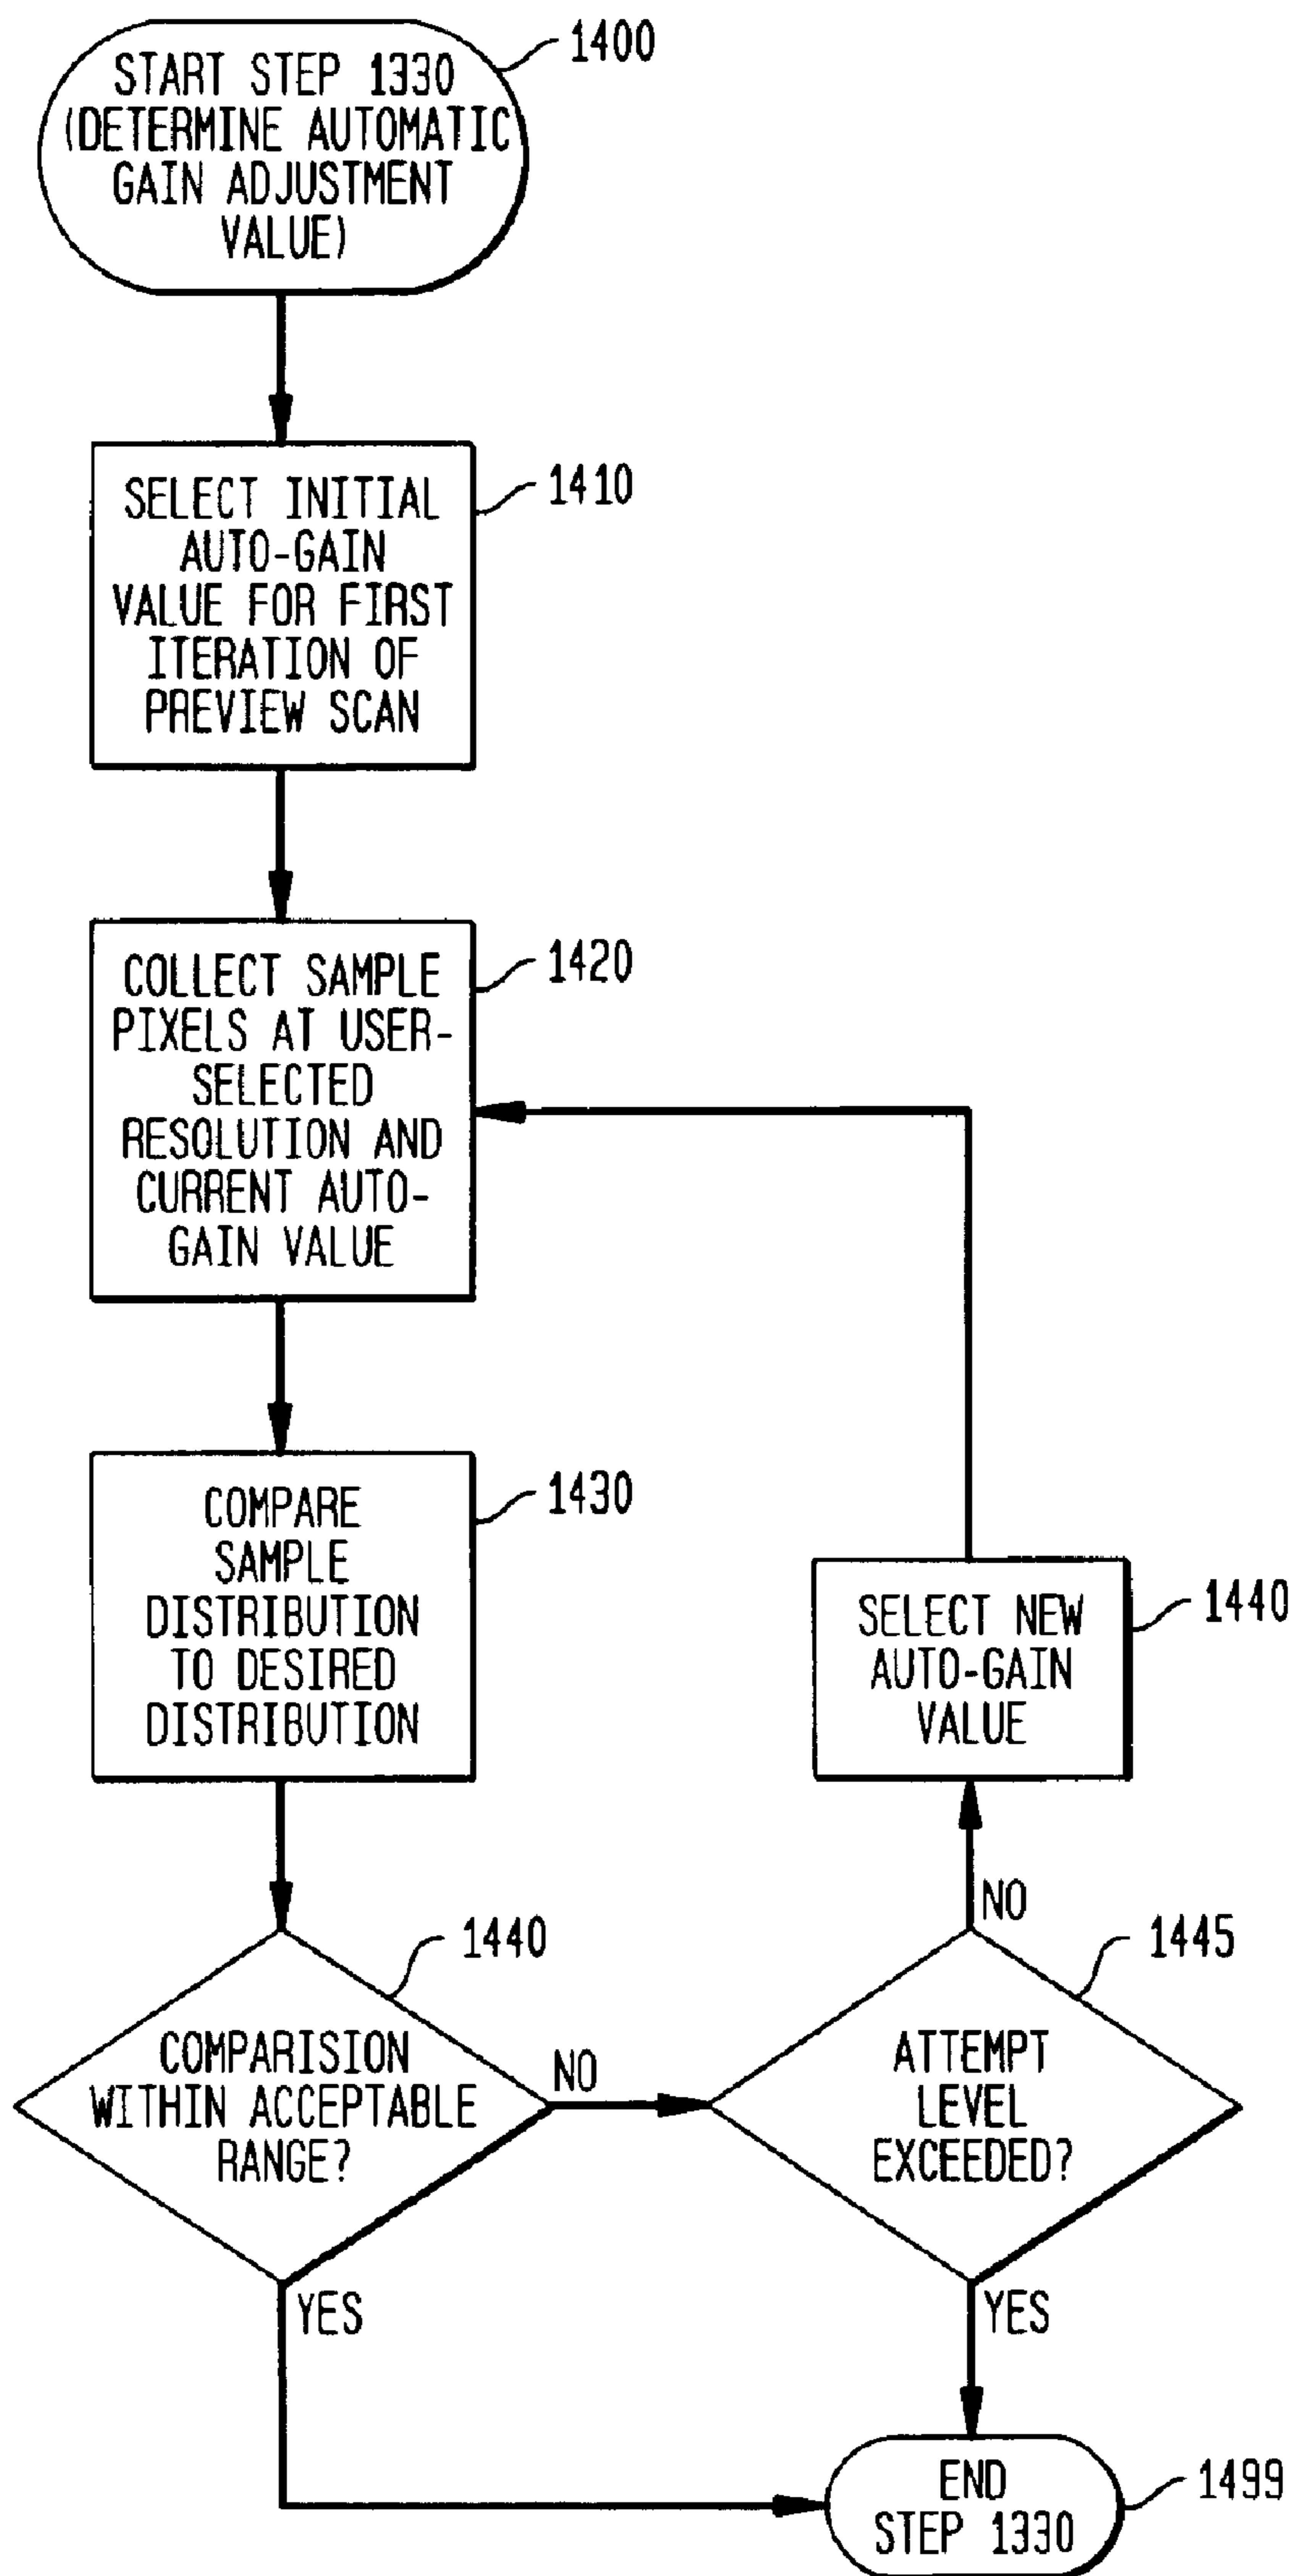 START STEP 1330
(DETERMINE AUTOMATIC
GAIN ADJUSTMENT
VALUE)
1400
SELECT INITIAL
AUTO-GAIN
VALUE FOR FIRST
ITERATION OF
PREVIEW SCAN
1410
COLLECT SAMPLE
PIXELS AT USER-
SELECTED
RESOLUTION AND
CURRENT AUTO-
GAIN VALUE
1420
COMPARE
SAMPLE
DISTRIBUTION
TO DESIRED
DISTRIBUTION
1430
SELECT NEW
AUTO-GAIN
VALUE
1440
COMPARISION
WITHIN ACCEPTABLE
RANGE?
1440
NO
YES
ATTEMPT
LEVEL
EXCEEDED?
1445
NO
YES
END
STEP 1330
1499